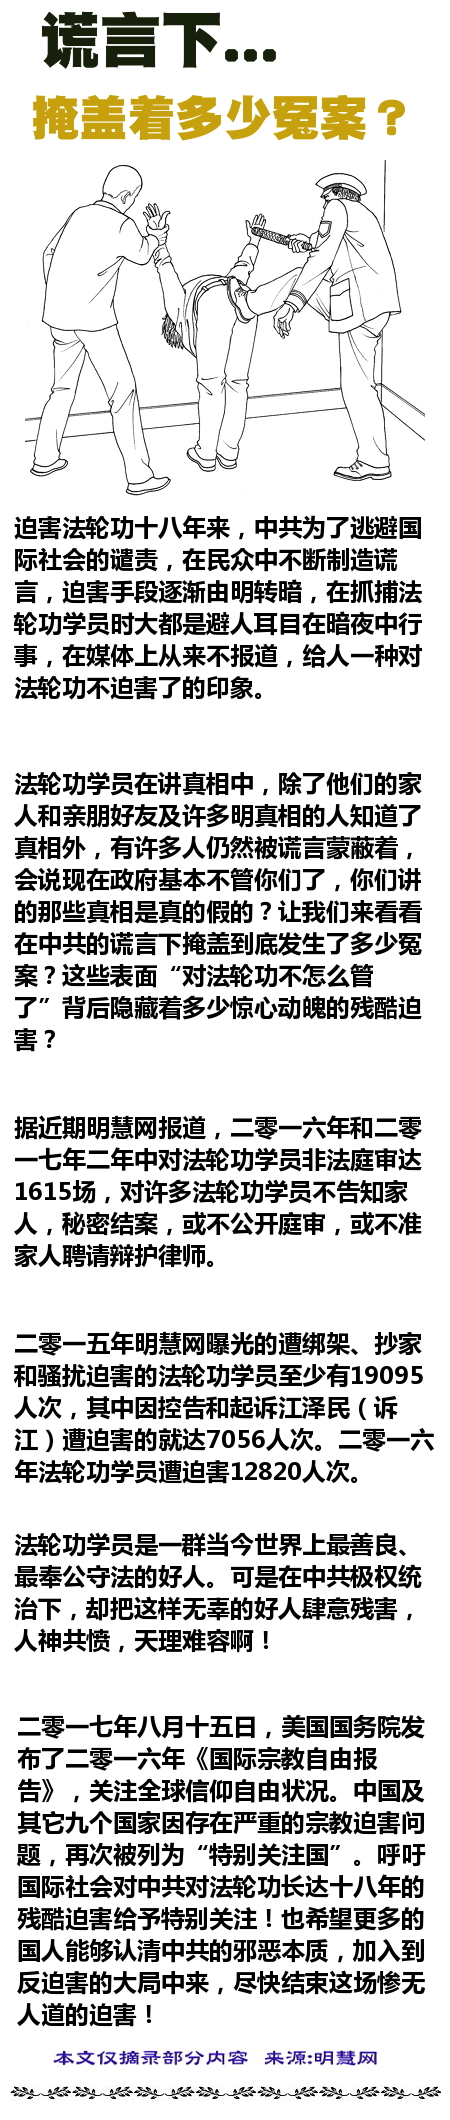 谎言下...
掩盖着多少冤案？
迫害法轮功十八年来，中共为了逃避国
际社会的谴责，在民众中不断制造谎
言，迫害手段逐渐由明转暗，在抓捕法
轮功学员时大都是避人耳目在暗夜中行
事，在媒体上从来不报道，给人一种对
法轮功不迫害了的印象。
法轮功学员在讲真相中，除了他们的家
人和亲朋好友及许多明真相的人知道了
真相外，有许多人仍然被谎言蒙蔽着，
会说现在政府基本不管你们了，你们讲
的那些真相是真的假的？让我们来看看
在中共的谎言下掩盖到底发生了多少冤
案？这些表面“对法轮功不怎么管
了”背后隐藏着多少惊心动魄的残酷迫
害？
据近期明慧网报道，二零一六年和二零
一七年二年中对法轮功学员非法庭审达
1615场，对许多法轮功学员不告知家
人，秘密结案，或不公开庭审，或不准
家人聘请辩护律师。
二零一五年明慧网曝光的遭绑架、抄家
和骚扰迫害的法轮功学员至少有19095
人次，其中因控告和起诉江泽民（诉
江）遭迫害的就达7056人次。二零一六
年法轮功学员遭迫害12820人次。
法轮功学员是一群当今世界上最善良、
最奉公守法的好人。可是在中共极权统
治下，却把这样无辜的好人肆意残害，
人神共愤，天理难容啊！
二零一七年八月十五日，美国国务院发
布了二零一六年《国际宗教自由报
告》，关注全球信仰自由状况。中国及
其它九个国家因存在严重的宗教迫害问
题，再次被列为“特别关注国”。呼吁
国际社会对中共对法轮功长达十八年的
残酷迫害给予特别关注！也希望更多的
国人能够认清中共的邪恶本质，加入到
反迫害的大局中来，尽快结束这场惨无
人道的迫害！
本文仅摘录部分内容 来源:明慧网